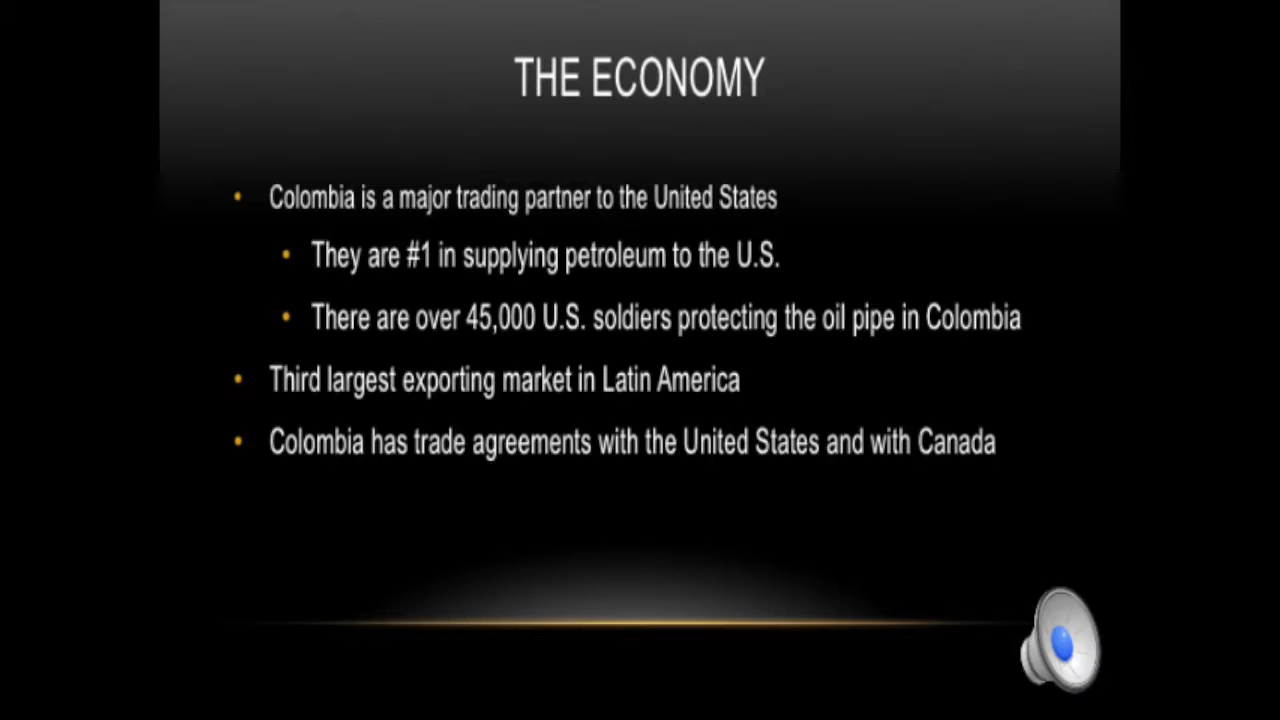 THE ECONOMY
• Colombia is a major trading partner to the United States
• They are #1 in supplying petroleum to the U.S.
• There are over 45,000 U.S. soldiers protecting the oil pipe in Colombia
• Third largest exporting market in Latin America
• Colombia has trade agreements with the United States and with Canada